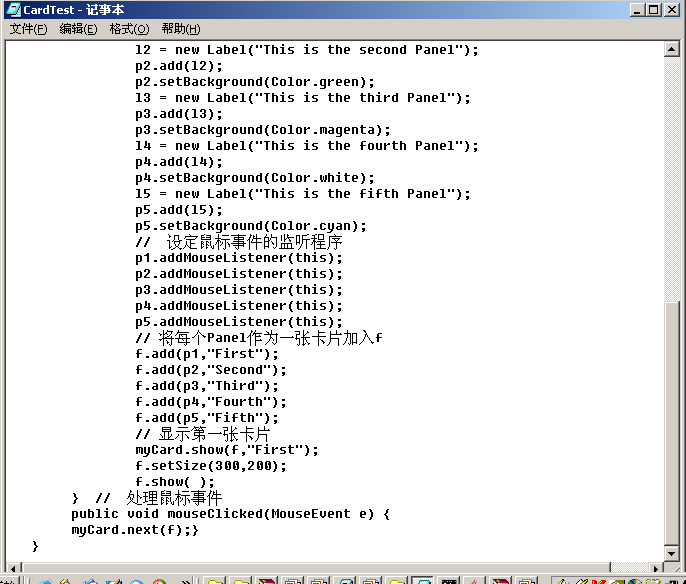 CardTest - 记事本
文件(F) 编辑(E) 格式(O) 帮助(H)
l2 = new Label("This is the second Panel");
p2.add(l2);
p2.setBackground(Color.green);
l3 = new Label("This is the third Panel");
p3.add(l3);
p3.setBackground(Color.magenta);
l4 = new Label("This is the fourth Panel");
p4.add(l4);
p4.setBackground(Color.white);
l5 = new Label("This is the fifth Panel");
p5.add(l5);
p5.setBackground(Color.cyan);
// 设定鼠标事件的监听程序
p1.addMouseListener(this);
p2.addMouseListener(this);
p3.addMouseListener(this);
p4.addMouseListener(this);
p5.addMouseListener(this);
// 将每个Panel作为一张卡片加入f
f.add(p1,"First");
f.add(p2,"Second");
f.add(p3,"Third");
f.add(p4,"Fourth");
f.add(p5,"Fifth");
// 显示第一张卡片
myCard.show(f,"First");
f.setSize(300,200);
f.show( );
} // 处理鼠标事件
public void mouseClicked(MouseEvent e) {
myCard.next(f);}
}